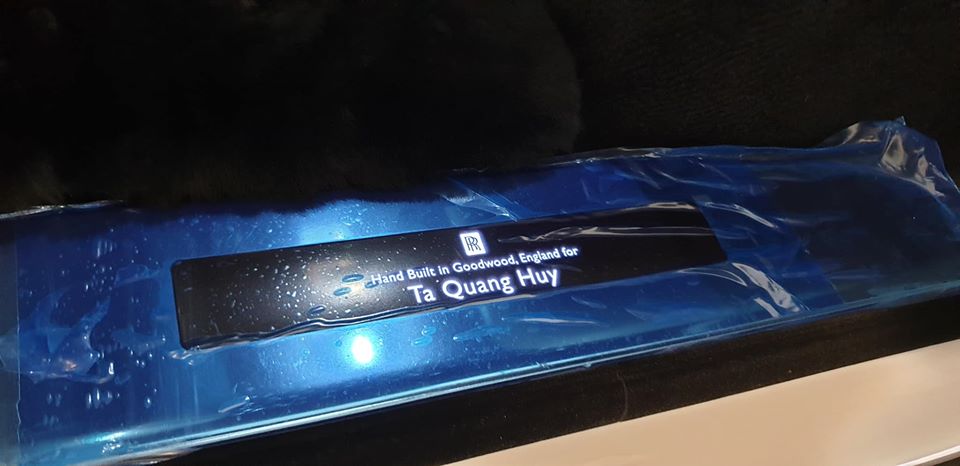 RR
Hand Built in Goodwood, England for
Ta Quang Huy